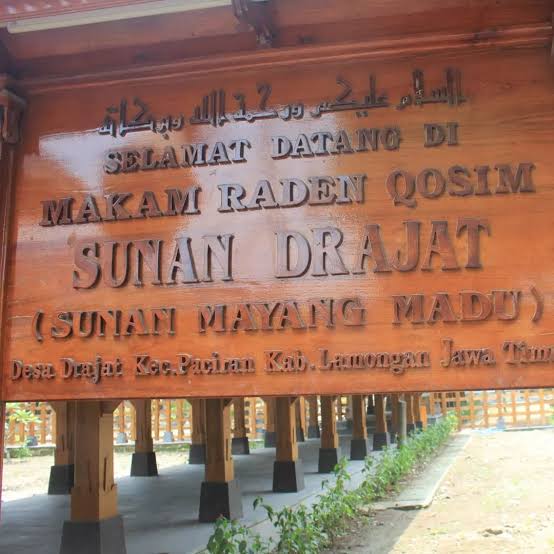 السلام عليكم ورحمة الله وبركاته
SELAMAT DATANG DI
MAKAM RADEN QOSIM
SUNAN DRAJAT
(SUNAN MAYANG MADU)
Desa Drajat Kec, Paciran Kab. Lamongan Jawa Tim